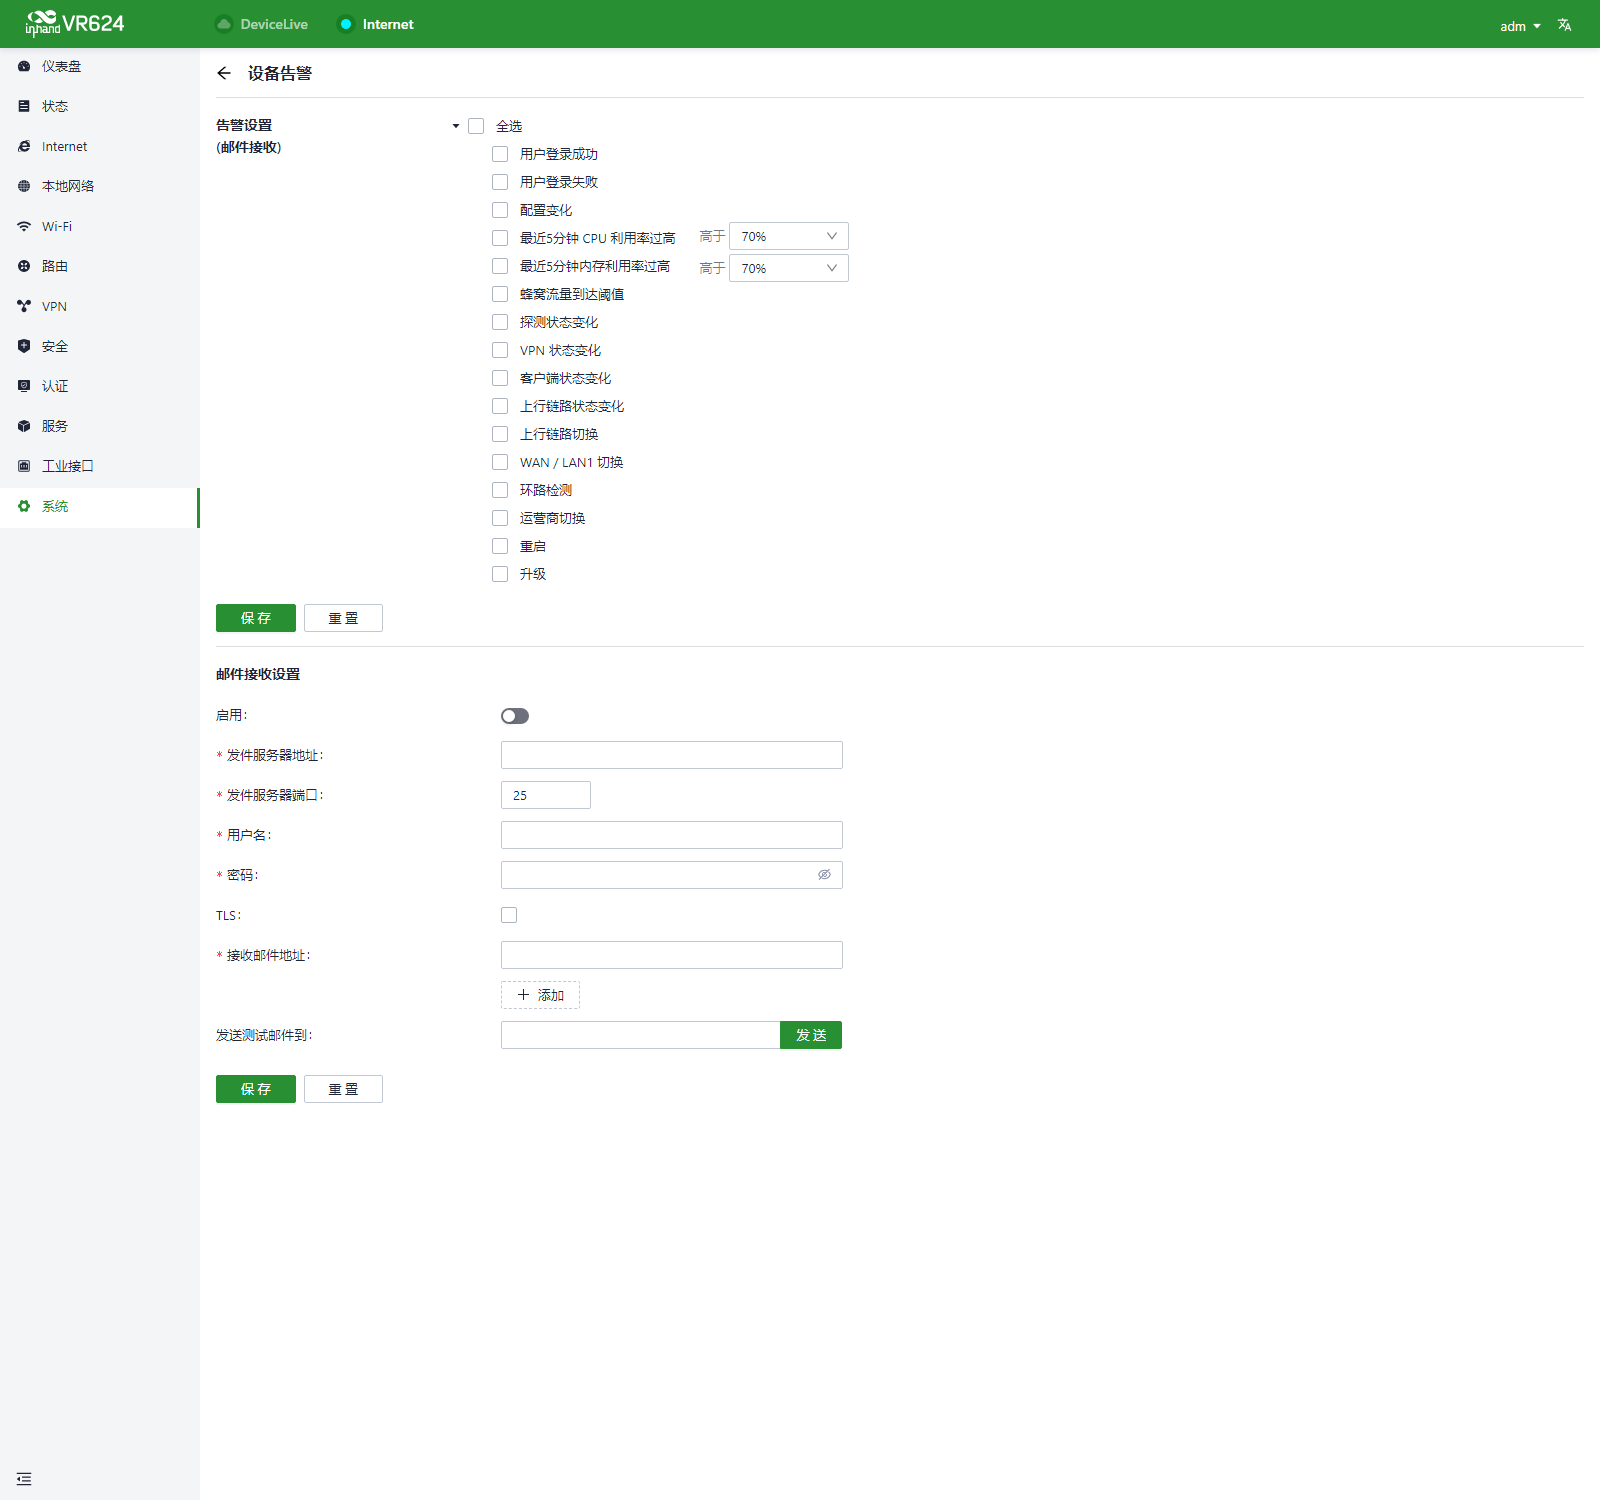 inhand VR624
DeviceLive
Internet
adm
仪表盘
状态
Internet
本地网络
Wi-Fi
路由
VPN
安全
认证
服务
工业接口
系统
设备告警
告警设置
(邮件接收)
全选
用户登录成功
用户登录失败
配置变化
最近5分钟 CPU 利用率过高 高于 70%
最近5分钟内存利用率过高 高于 70%
蜂窝流量到达阈值
探测状态变化
VPN 状态变化
客户端状态变化
上行链路状态变化
上行链路切换
WAN / LAN1 切换
环路检测
运营商切换
重启
升级
保存 重置
邮件接收设置
启用:
* 发件服务器地址:
* 发件服务器端口: 25
* 用户名:
* 密码:
TLS:
* 接收邮件地址:
添加
发送测试邮件到: 发送
保存 重置